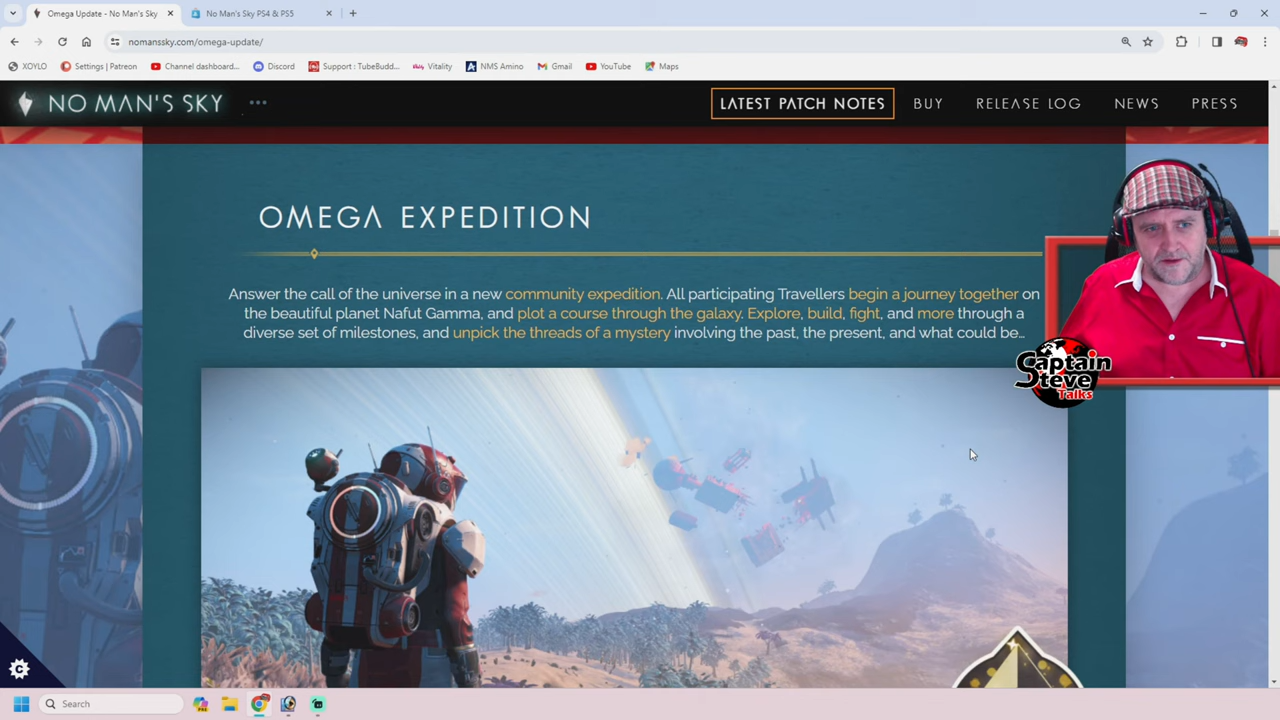 Omega Update - No Man's Sky
No Man's Sky PS4 & PS5
nomanssky.com/omega-update/
XOYLO
Settings | Patreon
Channel dashboard...
Discord
Support : TubeBudd...
Vitality
NMS Amino
Gmail
YouTube
Maps
NO MAN'S SKY
LATEST PATCH NOTES
BUY
RELEASE LOG
NEWS
PRESS
OMEGA EXPEDITION
Answer the call of the universe in a new community expedition. All participating Travellers begin a journey together on
the beautiful planet Nafut Gamma, and plot a course through the galaxy. Explore, build, fight, and more through a
diverse set of milestones, and unpick the threads of a mystery involving the past, the present, and what could be...
Captain
Steve
Talks
Search